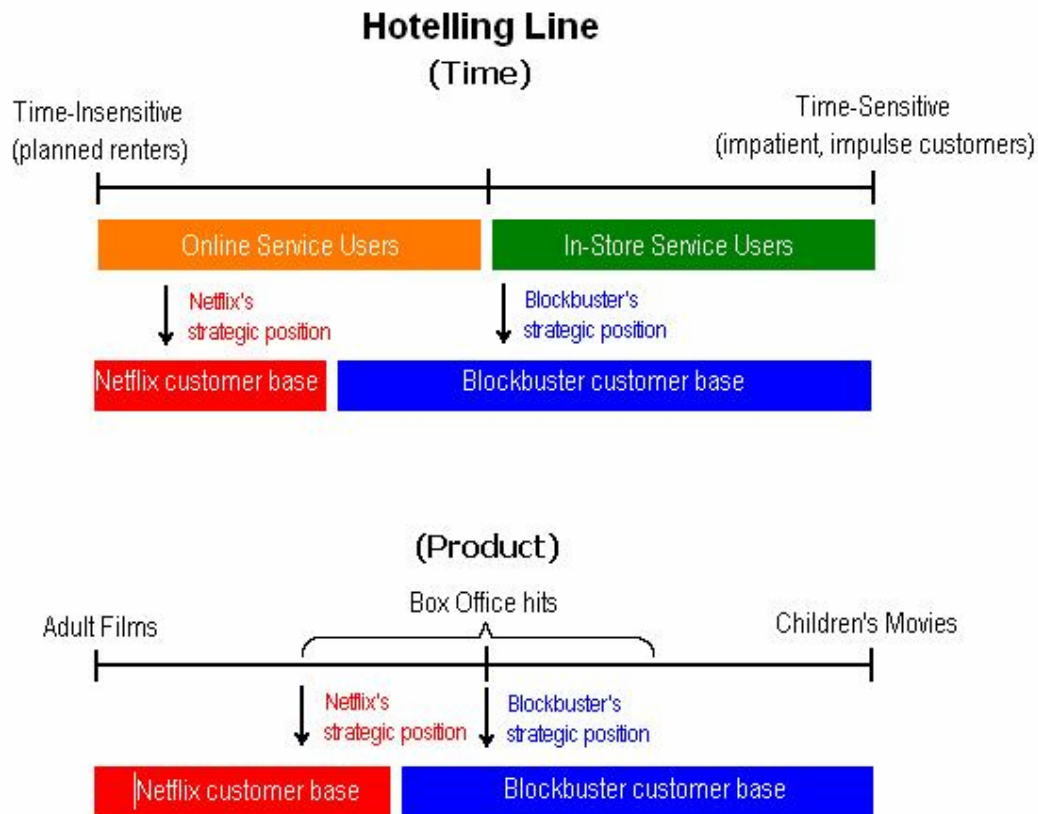 Hotelling Line
(Time)
Time-Insensitive
(planned renters)
Time-Sensitive
(impatient, impulse customers)
Online Service Users
In-Store Service Users
Netflix's
strategic position
Blockbuster's
strategic position
Netflix customer base
Blockbuster customer base
(Product)
Box Office hits
Adult Films
Children's Movies
Netflix's
strategic position
Blockbuster's
strategic position
Netflix customer base
Blockbuster customer base